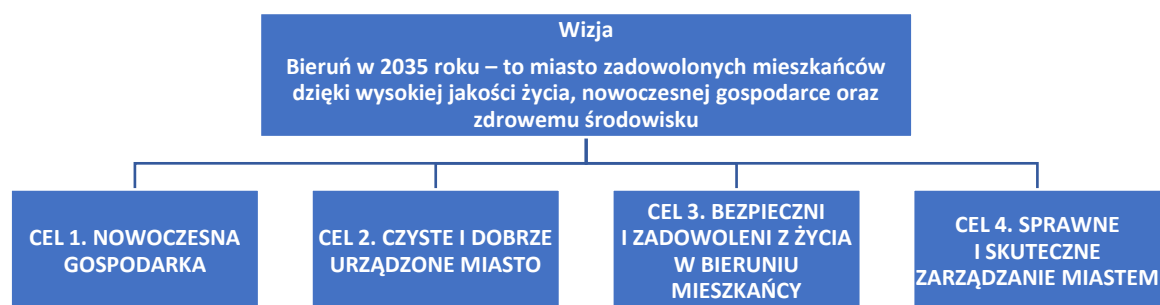 Wizja
Bieruń w 2035 roku – to miasto zadowolonych mieszkańców
dzięki wysokiej jakości życia, nowoczesnej gospodarce oraz
zdrowemu środowisku
CEL 1. NOWOCZESNA
GOSPODARKA
CEL 2. CZYSTE I DOBRZE
URZĄDZONE MIASTO
CEL 3. BEZPIECZNI
I ZADOWOLENI Z ŻYCIA
W BIERUNIU
MIESZKAŃCY
CEL 4. SPRAWNE
I SKUTECZNE
ZARZĄDZANIE MIASTEM